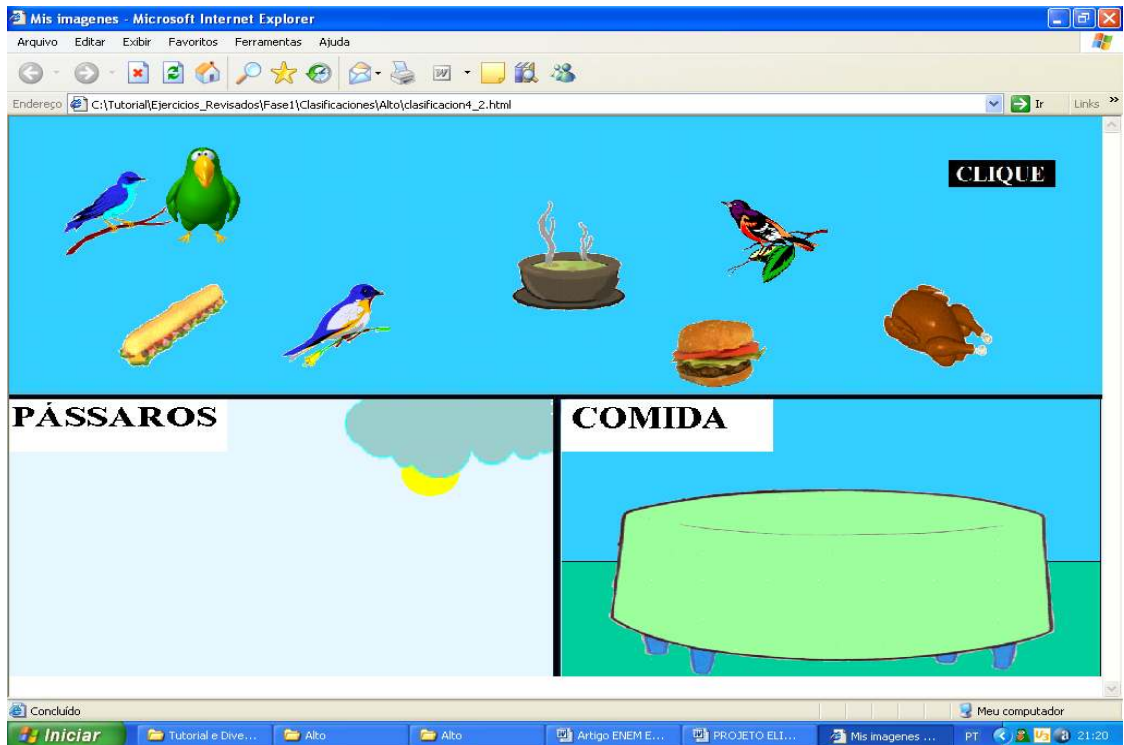 Mis imagenes - Microsoft Internet Explorer
Arquivo Editar Exibir Favoritos Ferramentas Ajuda
Endereço C:\Tutorial\Ejercicios_Revisados\Fase1\Clasificaciones\Alto\clasificacion4_2.html Ir Links »
CLIQUE
PÁSSAROS
COMIDA
Concluído Meu computador
Iniciar Tutorial e Dive... Alto Alto Artigo ENEM E... PROJETO ELI... Mis imagenes ... PT 21:20